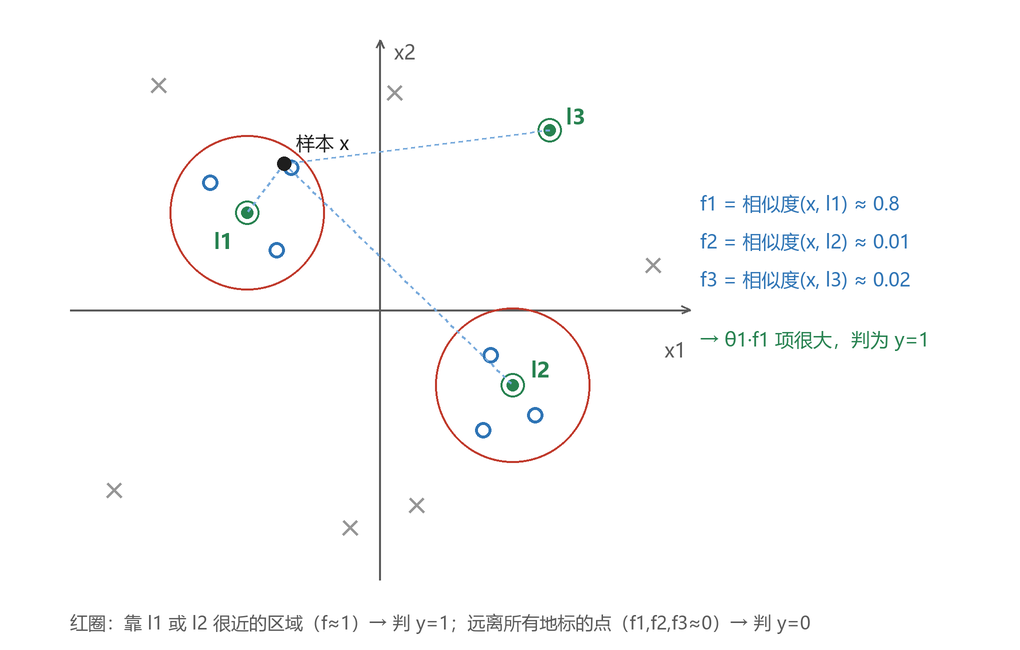 x2
l3
样本 x
l1
f1 = 相似度(x, l1) ≈ 0.8
f2 = 相似度(x, l2) ≈ 0.01
f3 = 相似度(x, l3) ≈ 0.02
→ θ1·f1 项很大，判为 y=1
x1
l2
红圈：靠 l1 或 l2 很近的区域（f≈1）→ 判 y=1；远离所有地标的点（f1,f2,f3≈0）→ 判 y=0